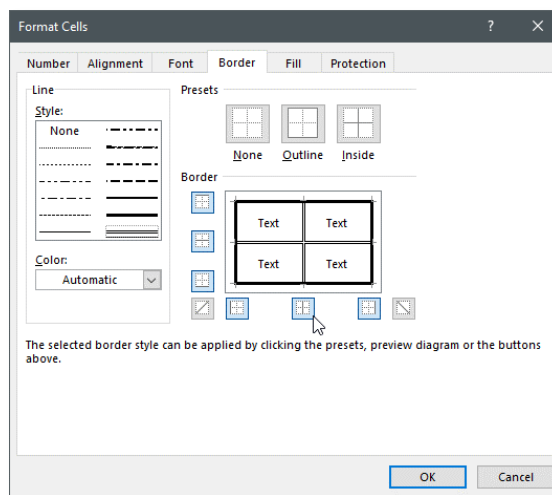 Format Cells
?
Number Alignment Font Border Fill Protection
Line
Style:
None
Color:
Automatic
Presets
None Outline Inside
Border
Text Text
Text Text
The selected border style can be applied by clicking the presets, preview diagram or the buttons
above.
OK Cancel